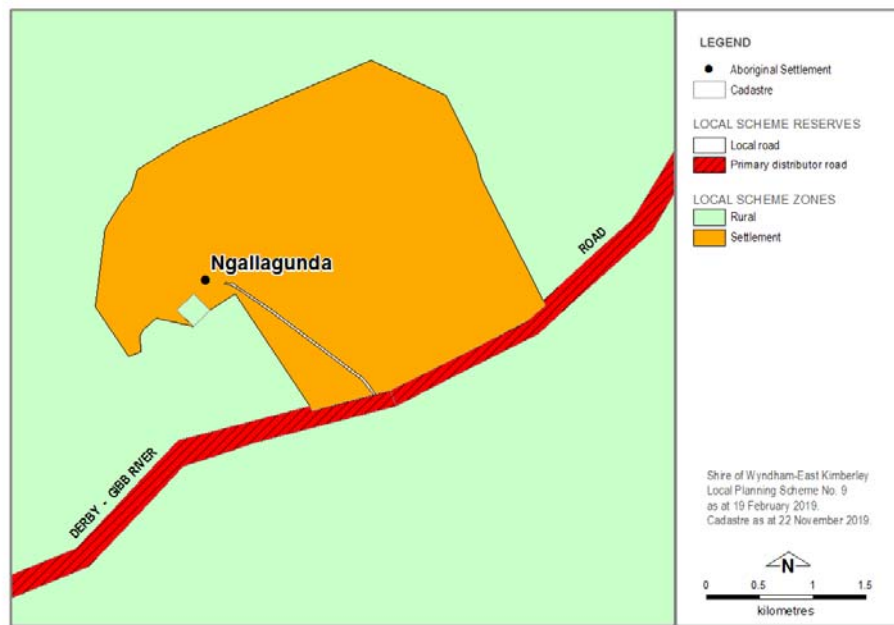 Ngallagunda
ROAD
DERBY - GIBB RIVER
LEGEND
Aboriginal Settlement
Cadastre
LOCAL SCHEME RESERVES
Local road
Primary distributor road
LOCAL SCHEME ZONES
Rural
Settlement
Shire of Wyndham-East Kimberley
Local Planning Scheme No. 9
as at 19 February 2019.
Cadastre as at 22 November 2019.
N
0 0.5 1 1.5
kilometres